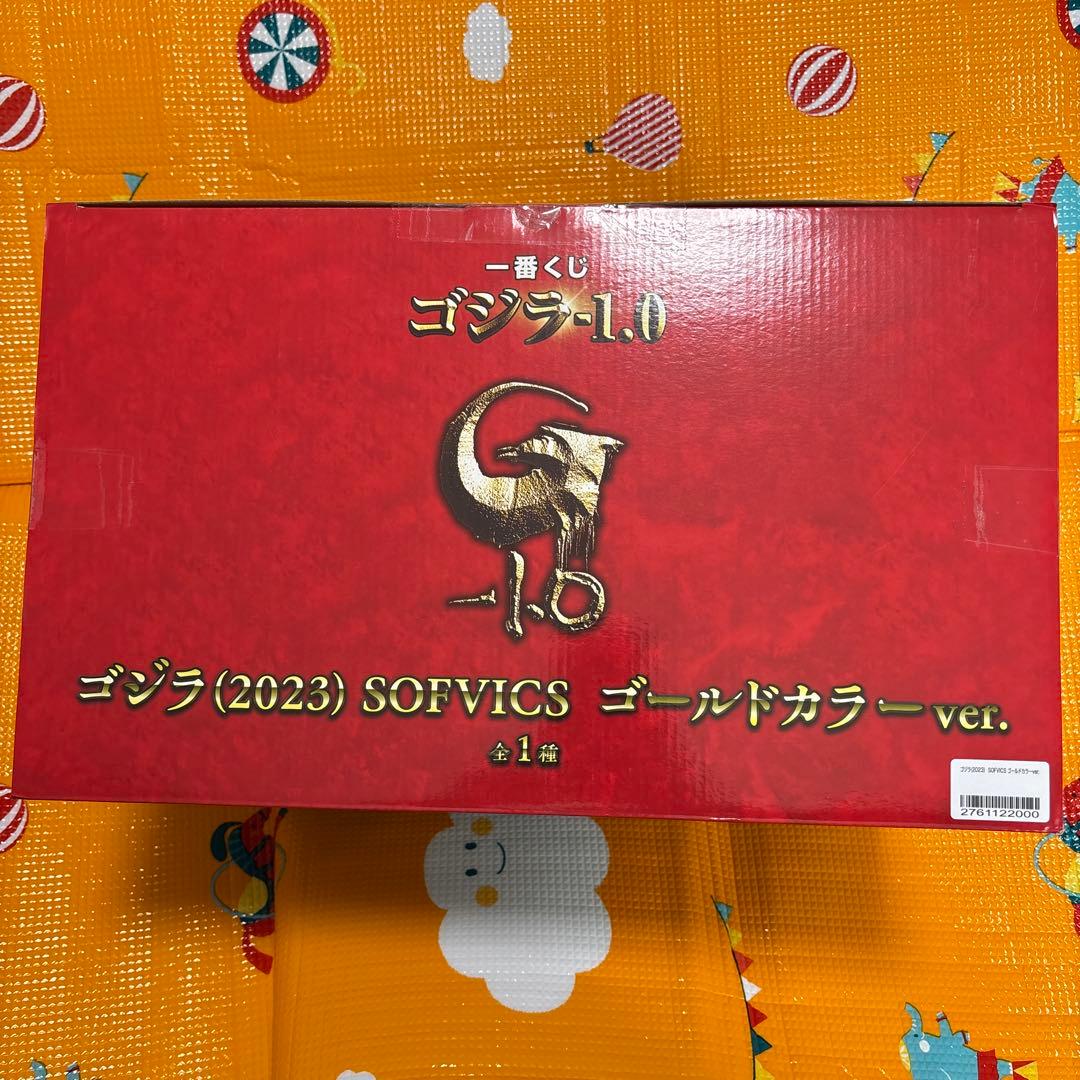 一番くじ
ゴジラ-1.0
G
-1.0
ゴジラ(2023) SOFVICS ゴールドカラーver.
全1種
ゴジラ(2023) SOFVICS ゴールドカラーver.
2761122000